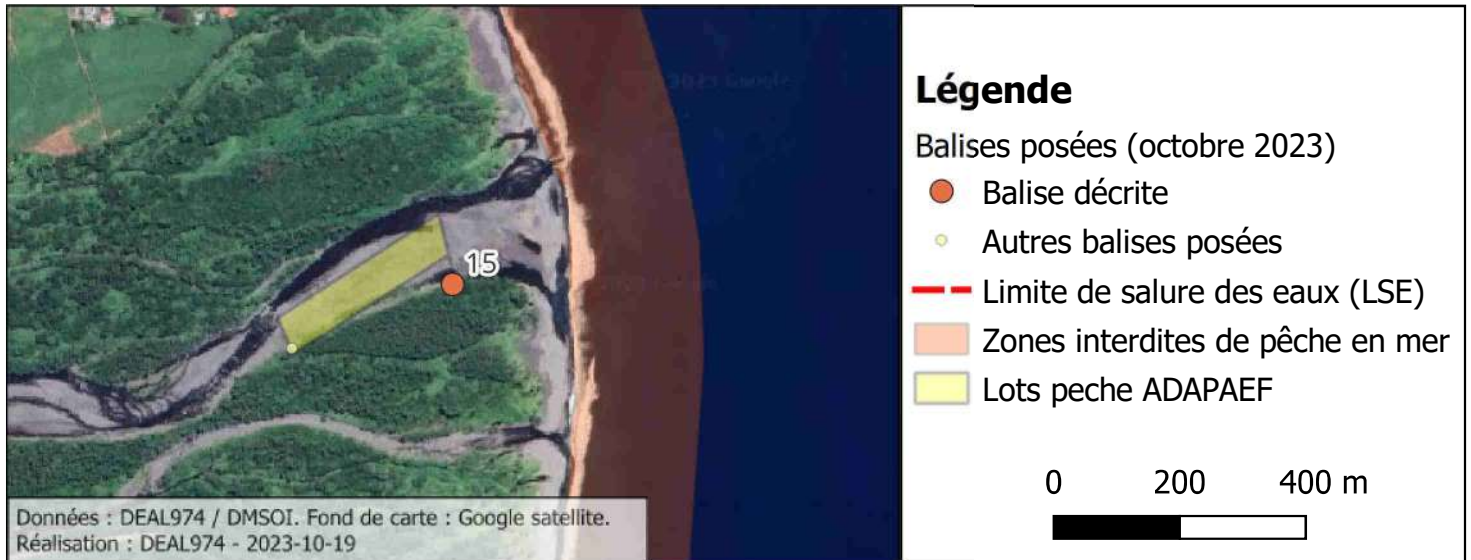 15
Données : DEAL974 / DMSOI. Fond de carte : Google satellite.
Réalisation : DEAL974 - 2023-10-19
Légende
Balises posées (octobre 2023)
Balise décrite
Autres balises posées
Limite de salure des eaux (LSE)
Zones interdites de pêche en mer
Lots peche ADAPAEF
0 200 400 m